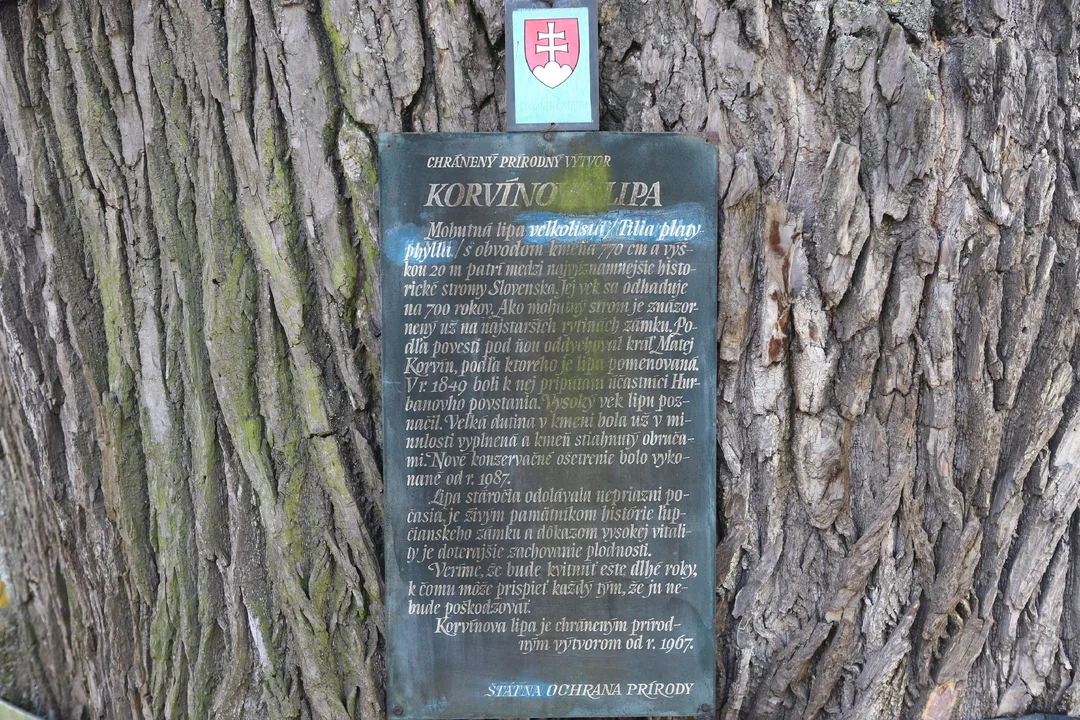 CHRÁNENÝ PRÍRODNÝ VÝTVOR
KORVÍNO LIPA
Mohutná lipa veľkolistá /Tilia platy-
phylla/ s obvodom kmeňa 770 cm a výš-
kou 20 m patrí medzi najvýznamnejšie histo-
rické stromy Slovenska. Jej vek sa odhaduje
na 700 rokov. Ako mohutný strom je znázor-
nený už na najstarších rytinách zámku. Po-
dľa povesti pod ňou oddychoval kráľ Matej
Korvín, podľa ktorého je lipa pomenovaná.
V r. 1849 boli k nej pripútaní účastníci Hur-
banovho povstania. Vysoký vek lipu poz-
načil. Veľká dutina v kmeni bola už v mi-
nulosti vyplnená a kmeň stiahnutý obruča-
mi. Nové konzervačné ošetrenie bolo vyko-
nané od r. 1987.
Lipa stáročia odolávala nepriazni po-
časia, je živým pamätníkom histórie ľup-
čianskeho zámku a dôkazom vysokej vitali-
ty je doterajšie zachovanie plodnosti.
Veríme, že bude kvitnúť ešte dlhé roky,
k čomu môže prispieť každý tým, že ju ne-
bude poškodzovať.
Korvínova lipa je chráneným prírod-
ným výtvorom od r. 1967.
ŠTÁTNA OCHRANA PRÍRODY